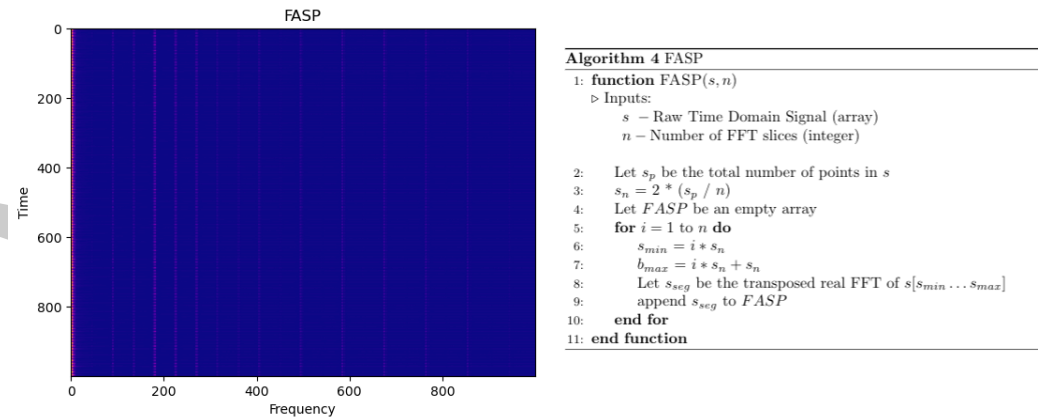 FASP
0
200
400
600
800
Time
0 200 400 600 800
Frequency
Algorithm 4 FASP
1: function FASP(s, n)
▷ Inputs:
s – Raw Time Domain Signal (array)
n – Number of FFT slices (integer)
2: Let s_p be the total number of points in s
3: s_n = 2 * (s_p / n)
4: Let FASP be an empty array
5: for i = 1 to n do
6: s_min = i * s_n
7: b_max = i * s_n + s_n
8: Let s_seg be the transposed real FFT of s[s_min ... s_max]
9: append s_seg to FASP
10: end for
11: end function